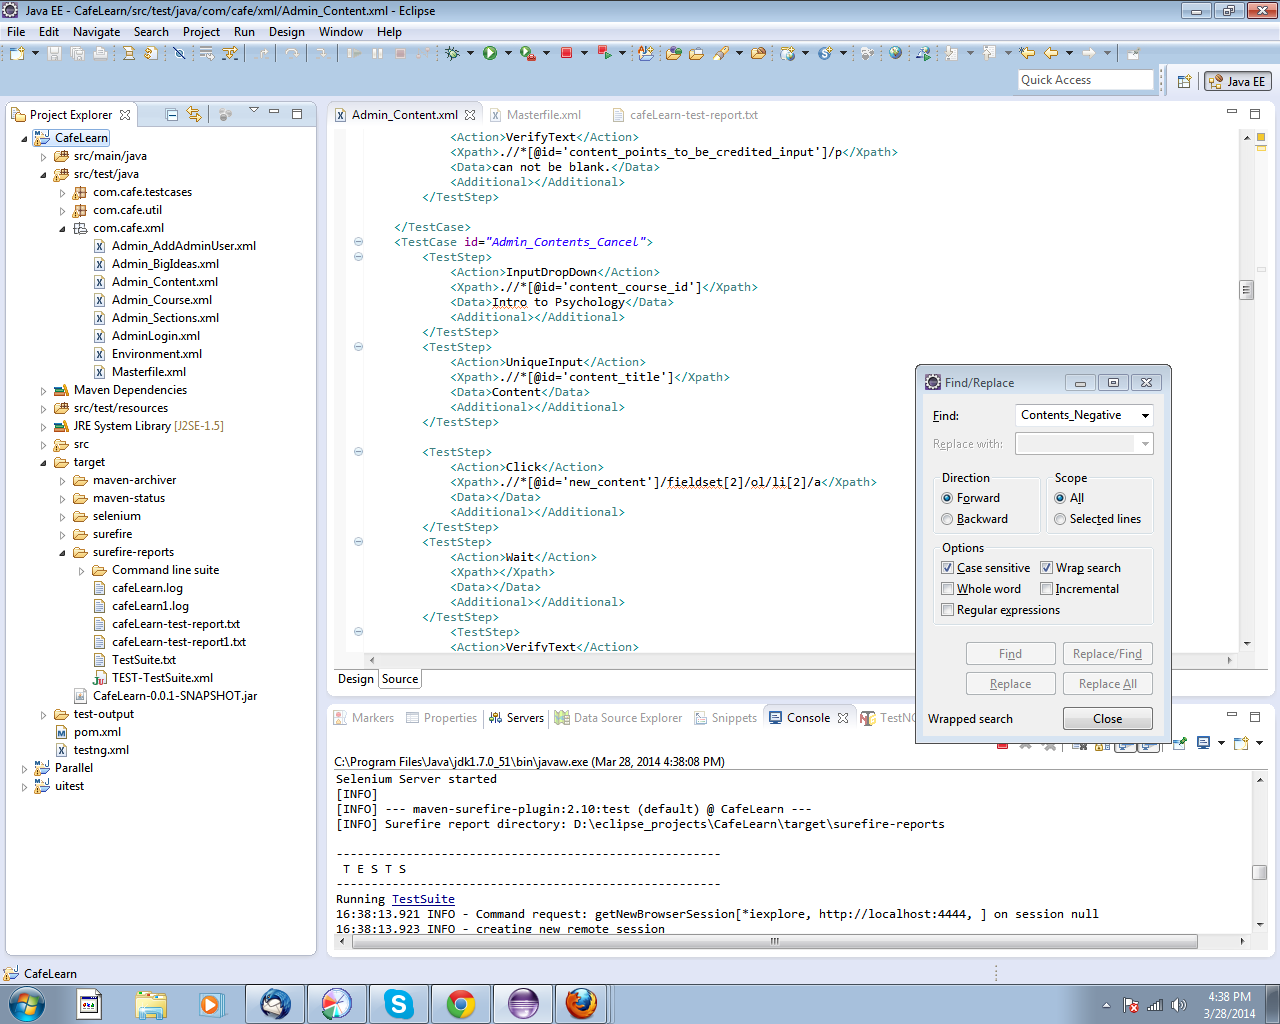 Java EE - CafeLearn/src/test/java/com/cafe/xml/Admin_Content.xml - Eclipse
File Edit Navigate Search Project Run Design Window Help
Quick Access
Java EE
Project Explorer
CafeLearn
src/main/java
src/test/java
com.cafe.testcases
com.cafe.util
com.cafe.xml
Admin_AddAdminUser.xml
Admin_BigIdeas.xml
Admin_Content.xml
Admin_Course.xml
Admin_Sections.xml
AdminLogin.xml
Environment.xml
Masterfile.xml
Maven Dependencies
src/test/resources
JRE System Library [J2SE-1.5]
src
target
maven-archiver
maven-status
selenium
surefire
surefire-reports
Command line suite
cafeLearn.log
cafeLearn1.log
cafeLearn-test-report.txt
cafeLearn-test-report1.txt
TestSuite.txt
TEST-TestSuite.xml
CafeLearn-0.0.1-SNAPSHOT.jar
test-output
pom.xml
testng.xml
Parallel
uitest
Admin_Content.xml Masterfile.xml cafeLearn-test-report.txt
<Action>VerifyText</Action>
<Xpath>.//*[@id='content_points_to_be_credited_input']/p</Xpath>
<Data>can not be blank.</Data>
<Additional></Additional>
</TestStep>
</TestCase>
<TestCase id="Admin_Contents_Cancel">
<TestStep>
<Action>InputDropDown</Action>
<Xpath>.//*[@id='content_course_id']</Xpath>
<Data>Intro to Psychology</Data>
<Additional></Additional>
</TestStep>
<TestStep>
<Action>UniqueInput</Action>
<Xpath>.//*[@id='content_title']</Xpath>
<Data>Content</Data>
<Additional></Additional>
</TestStep>
<TestStep>
<Action>Click</Action>
<Xpath>.//*[@id='new_content']/fieldset[2]/ol/li[2]/a</Xpath>
<Data></Data>
<Additional></Additional>
</TestStep>
<TestStep>
<Action>Wait</Action>
<Xpath></Xpath>
<Data></Data>
<Additional></Additional>
</TestStep>
<TestStep>
<Action>VerifyText</Action>
Design Source
Find/Replace
Find: Contents_Negative
Replace with:
Direction Scope
Forward All
Backward Selected lines
Options
Case sensitive Wrap search
Whole word Incremental
Regular expressions
Find Replace/Find
Replace Replace All
Wrapped search Close
Markers Properties Servers Data Source Explorer Snippets Console TestN
C:\Program Files\Java\jdk1.7.0_51\bin\javaw.exe (Mar 28, 2014 4:38:08 PM)
Selenium Server started
[INFO]
[INFO] --- maven-surefire-plugin:2.10:test (default) @ CafeLearn ---
[INFO] Surefire report directory: D:\eclipse_projects\CafeLearn\target\surefire-reports
-------------------------------------------------------
T E S T S
-------------------------------------------------------
Running TestSuite
16:38:13.921 INFO - Command request: getNewBrowserSession[*iexplore, http://localhost:4444, ] on session null
16:38:13.923 INFO - creating new remote session
CafeLearn
4:38 PM
3/28/2014